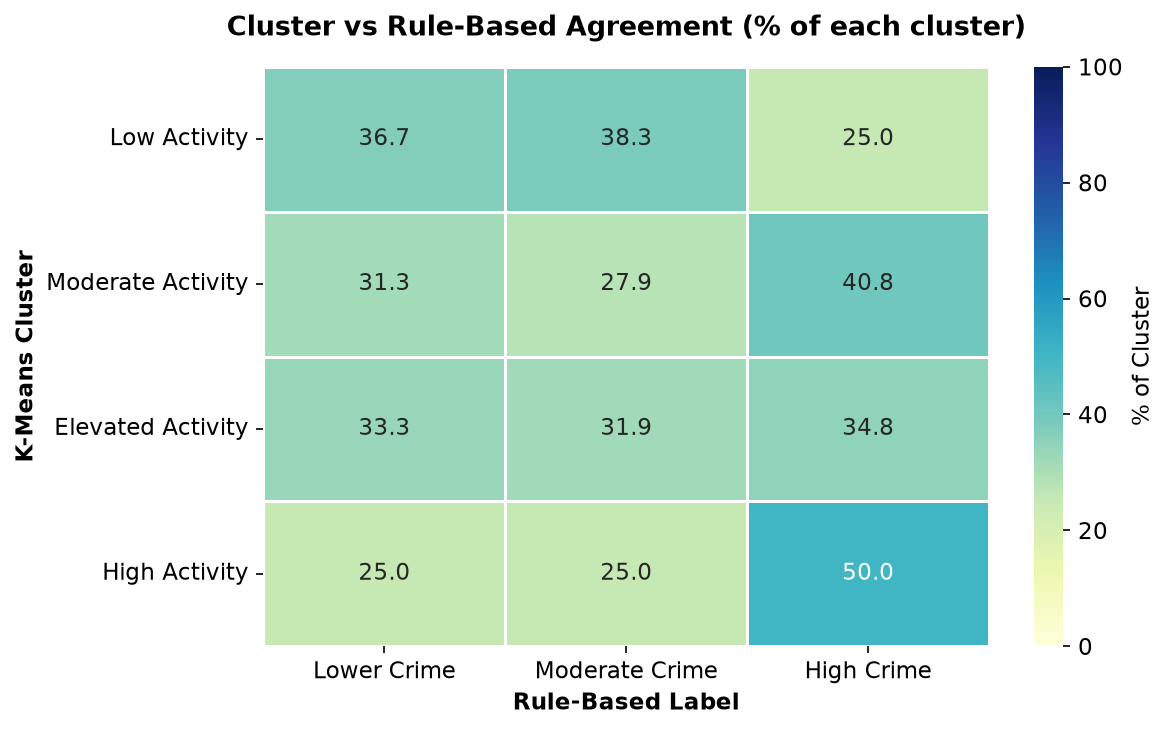 Cluster vs Rule-Based Agreement (% of each cluster)
K-Means Cluster
Low Activity 36.7 38.3 25.0
Moderate Activity 31.3 27.9 40.8
Elevated Activity 33.3 31.9 34.8
High Activity 25.0 25.0 50.0
Lower Crime Moderate Crime High Crime
Rule-Based Label
100
80
60
40
20
0
% of Cluster